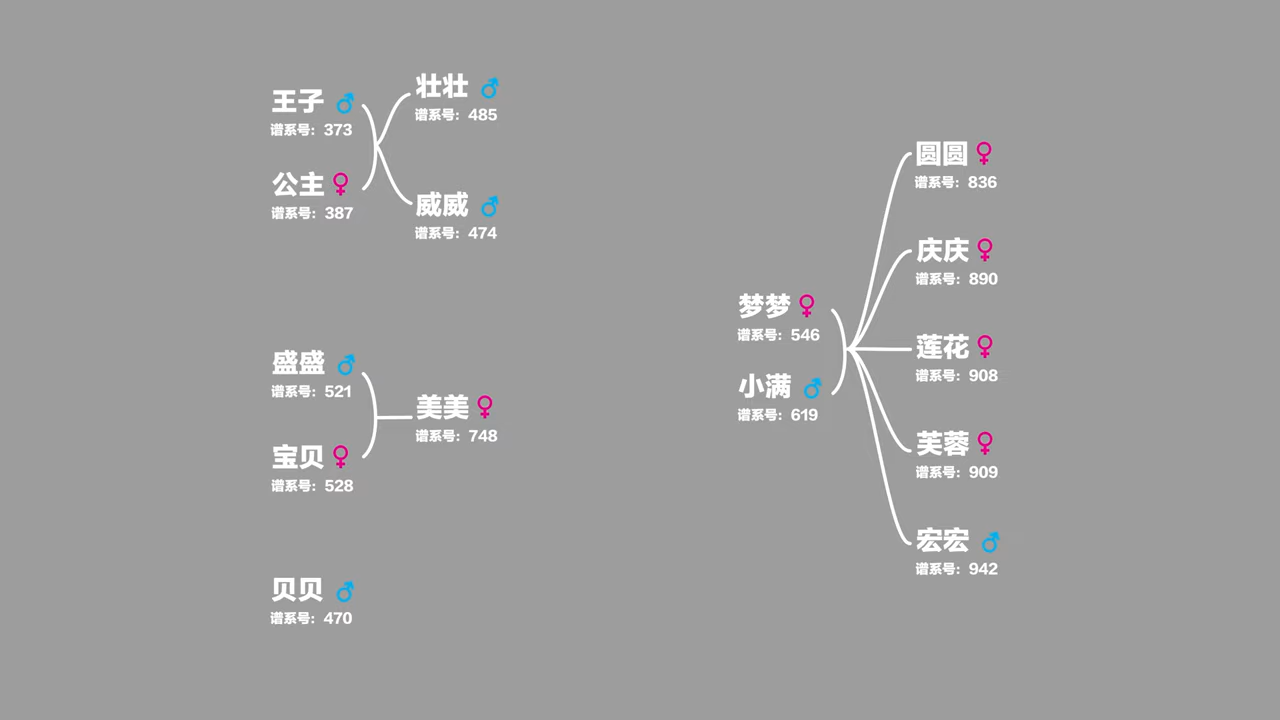 王子 ♂
谱系号：373
公主 ♀
谱系号：387
壮壮 ♂
谱系号：485
威威 ♂
谱系号：474
盛盛 ♂
谱系号：521
宝贝 ♀
谱系号：528
美美 ♀
谱系号：748
贝贝 ♂
谱系号：470
梦梦 ♀
谱系号：546
小满 ♂
谱系号：619
圆圆 ♀
谱系号：836
庆庆 ♀
谱系号：890
莲花 ♀
谱系号：908
芙蓉 ♀
谱系号：909
宏宏 ♂
谱系号：942